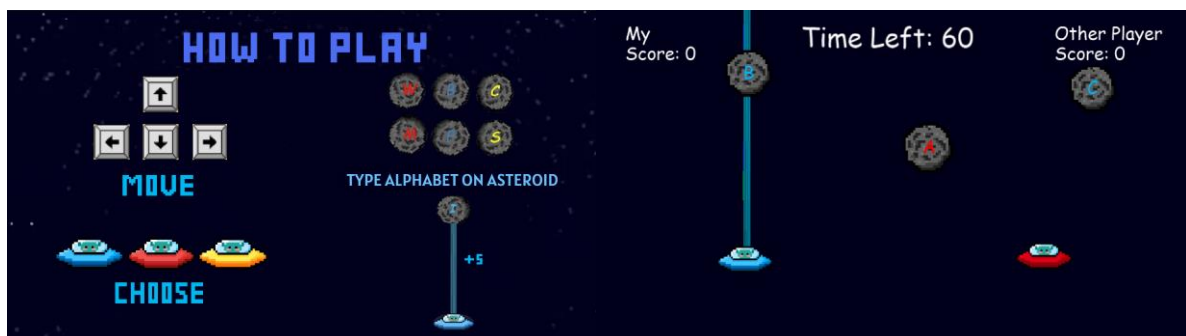 HOW TO PLAY
C
S
MOVE
TYPE ALPHABET ON ASTEROID
+5
CHOOSE
My
Score: 0
Time Left: 60
Other Player
Score: 0
B
C
A